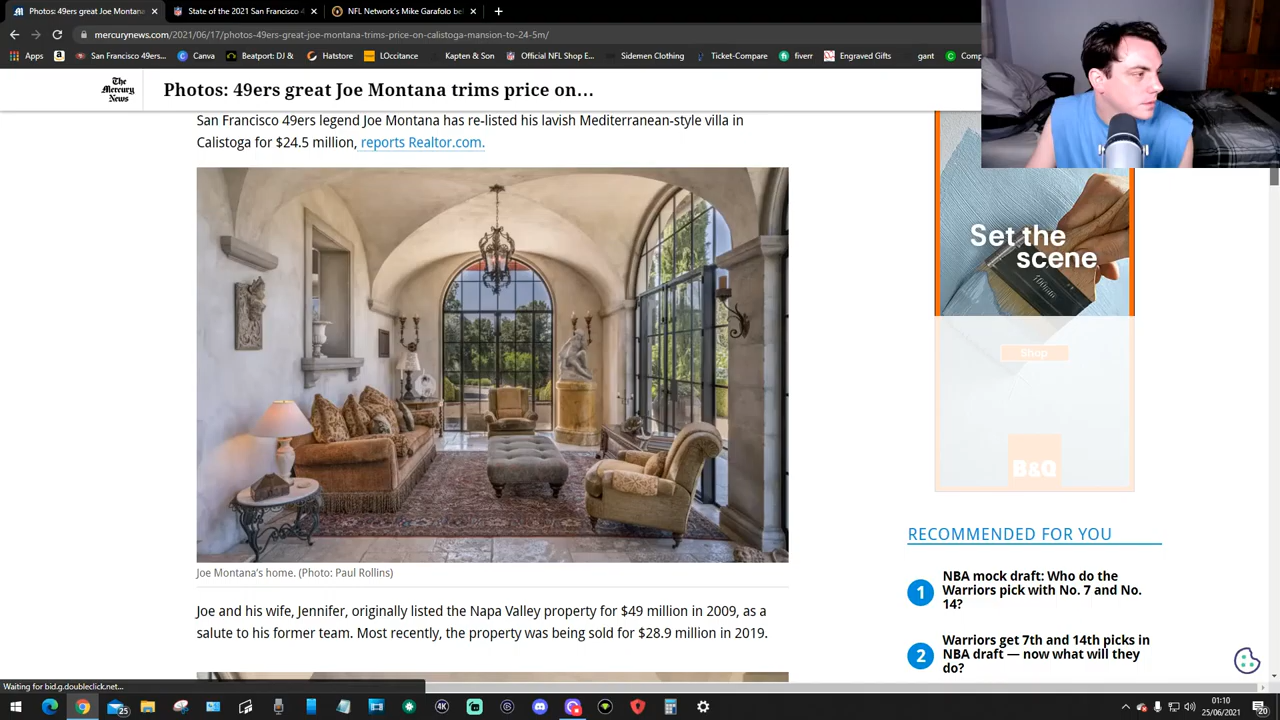 Photos: 49ers great Joe Montana
State of the 2021 San Francisco 4
NFL Network's Mike Garafolo be
mercurynews.com/2021/06/17/photos-49ers-great-joe-montana-trims-price-on-calistoga-mansion-to-24-5m/
Apps
San Francisco 49ers...
Canva
Beatport: DJ &
Hatstore
LOccitance
Kapten & Son
Official NFL Shop E...
Sidemen Clothing
Ticket-Compare
fiverr
Engraved Gifts
gant
Comp
The
Mercury
News
Photos: 49ers great Joe Montana trims price on...
San Francisco 49ers legend Joe Montana has re-listed his lavish Mediterranean-style villa in
Calistoga for $24.5 million, reports Realtor.com.
Joe Montana's home. (Photo: Paul Rollins)
Joe and his wife, Jennifer, originally listed the Napa Valley property for $49 million in 2009, as a
salute to his former team. Most recently, the property was being sold for $28.9 million in 2019.
Set the
scene
100mm
Shop
B&Q
RECOMMENDED FOR YOU
1
NBA mock draft: Who do the
Warriors pick with No. 7 and No.
14?
2
Warriors get 7th and 14th picks in
NBA draft — now what will they
do?
Waiting for bid.g.doubleclick.net...
25
4K
01:10
25/06/2021
20